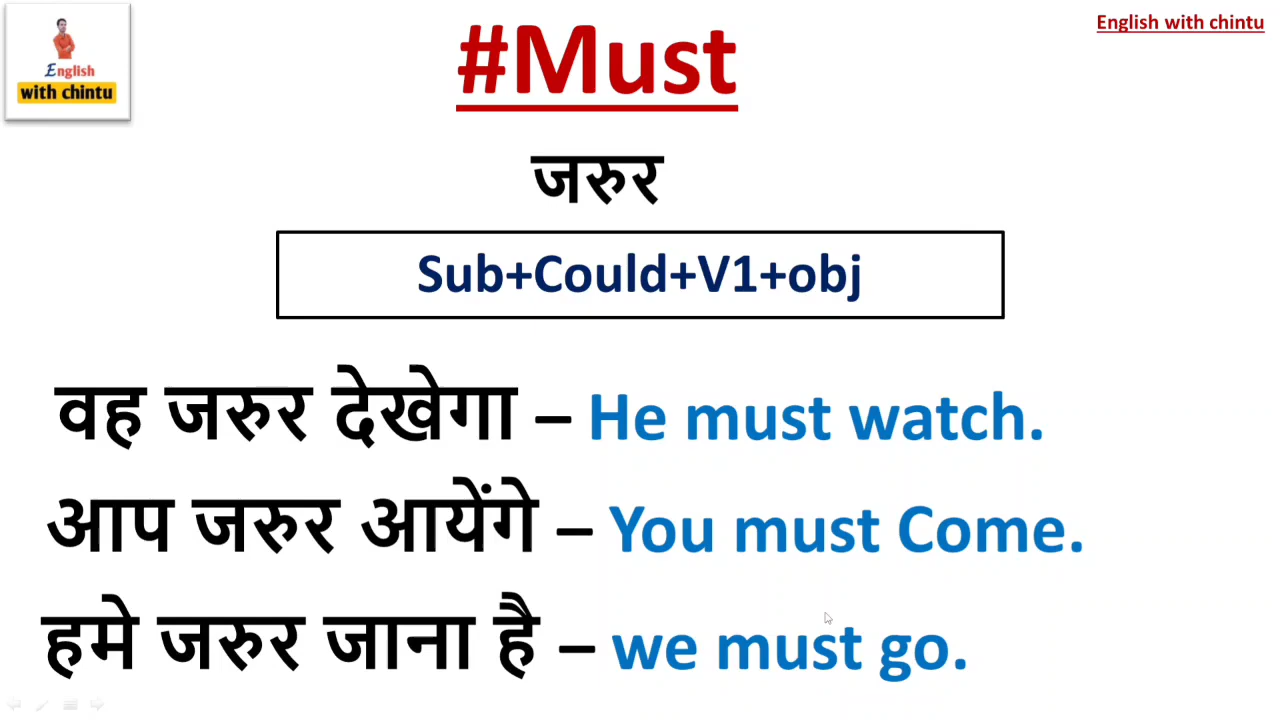 English with chintu
English
with chintu
#Must
जरुर
Sub+Could+V1+obj
वह जरुर देखेगा – He must watch.
आप जरुर आयेंगे – You must Come.
हमे जरुर जाना है – we must go.